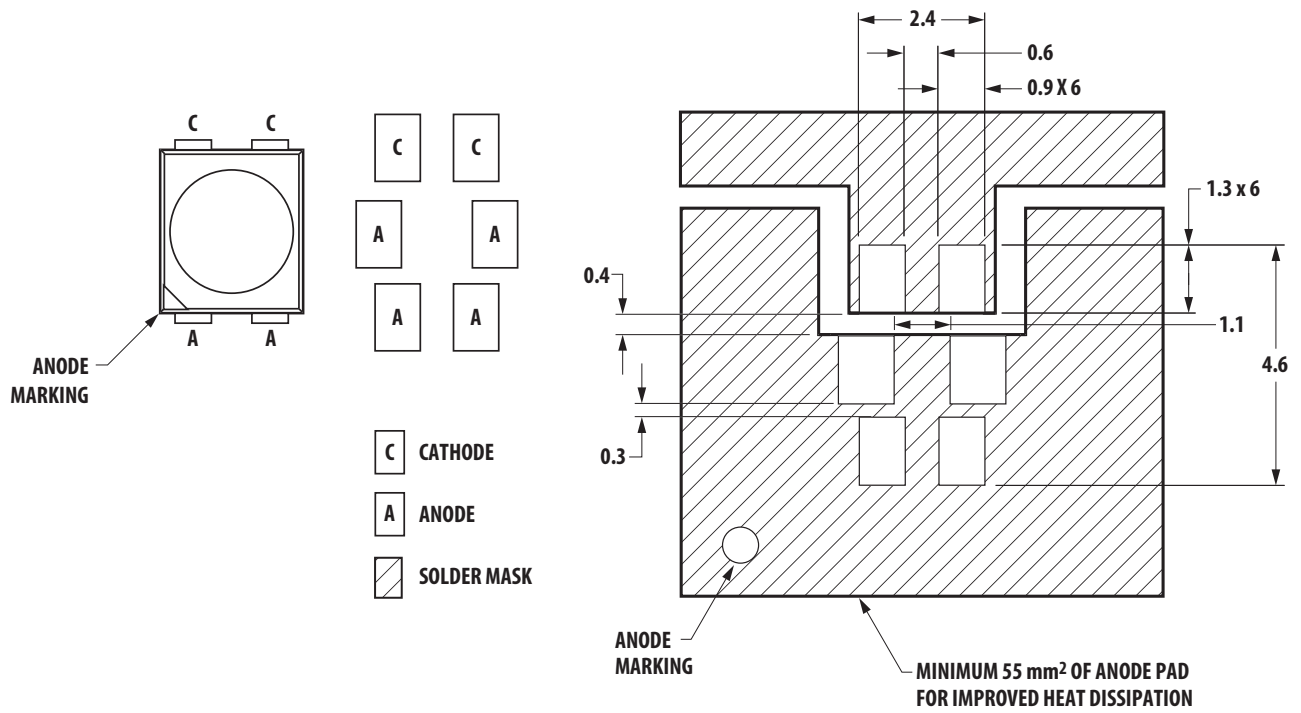 2.4
0.6
0.9 X 6
C C
C C
1.3 x 6
A A
0.4
A A
1.1
A A
4.6
ANODE
MARKING
0.3
C CATHODE
A ANODE
SOLDER MASK
ANODE
MARKING
MINIMUM 55 mm² OF ANODE PAD
FOR IMPROVED HEAT DISSIPATION